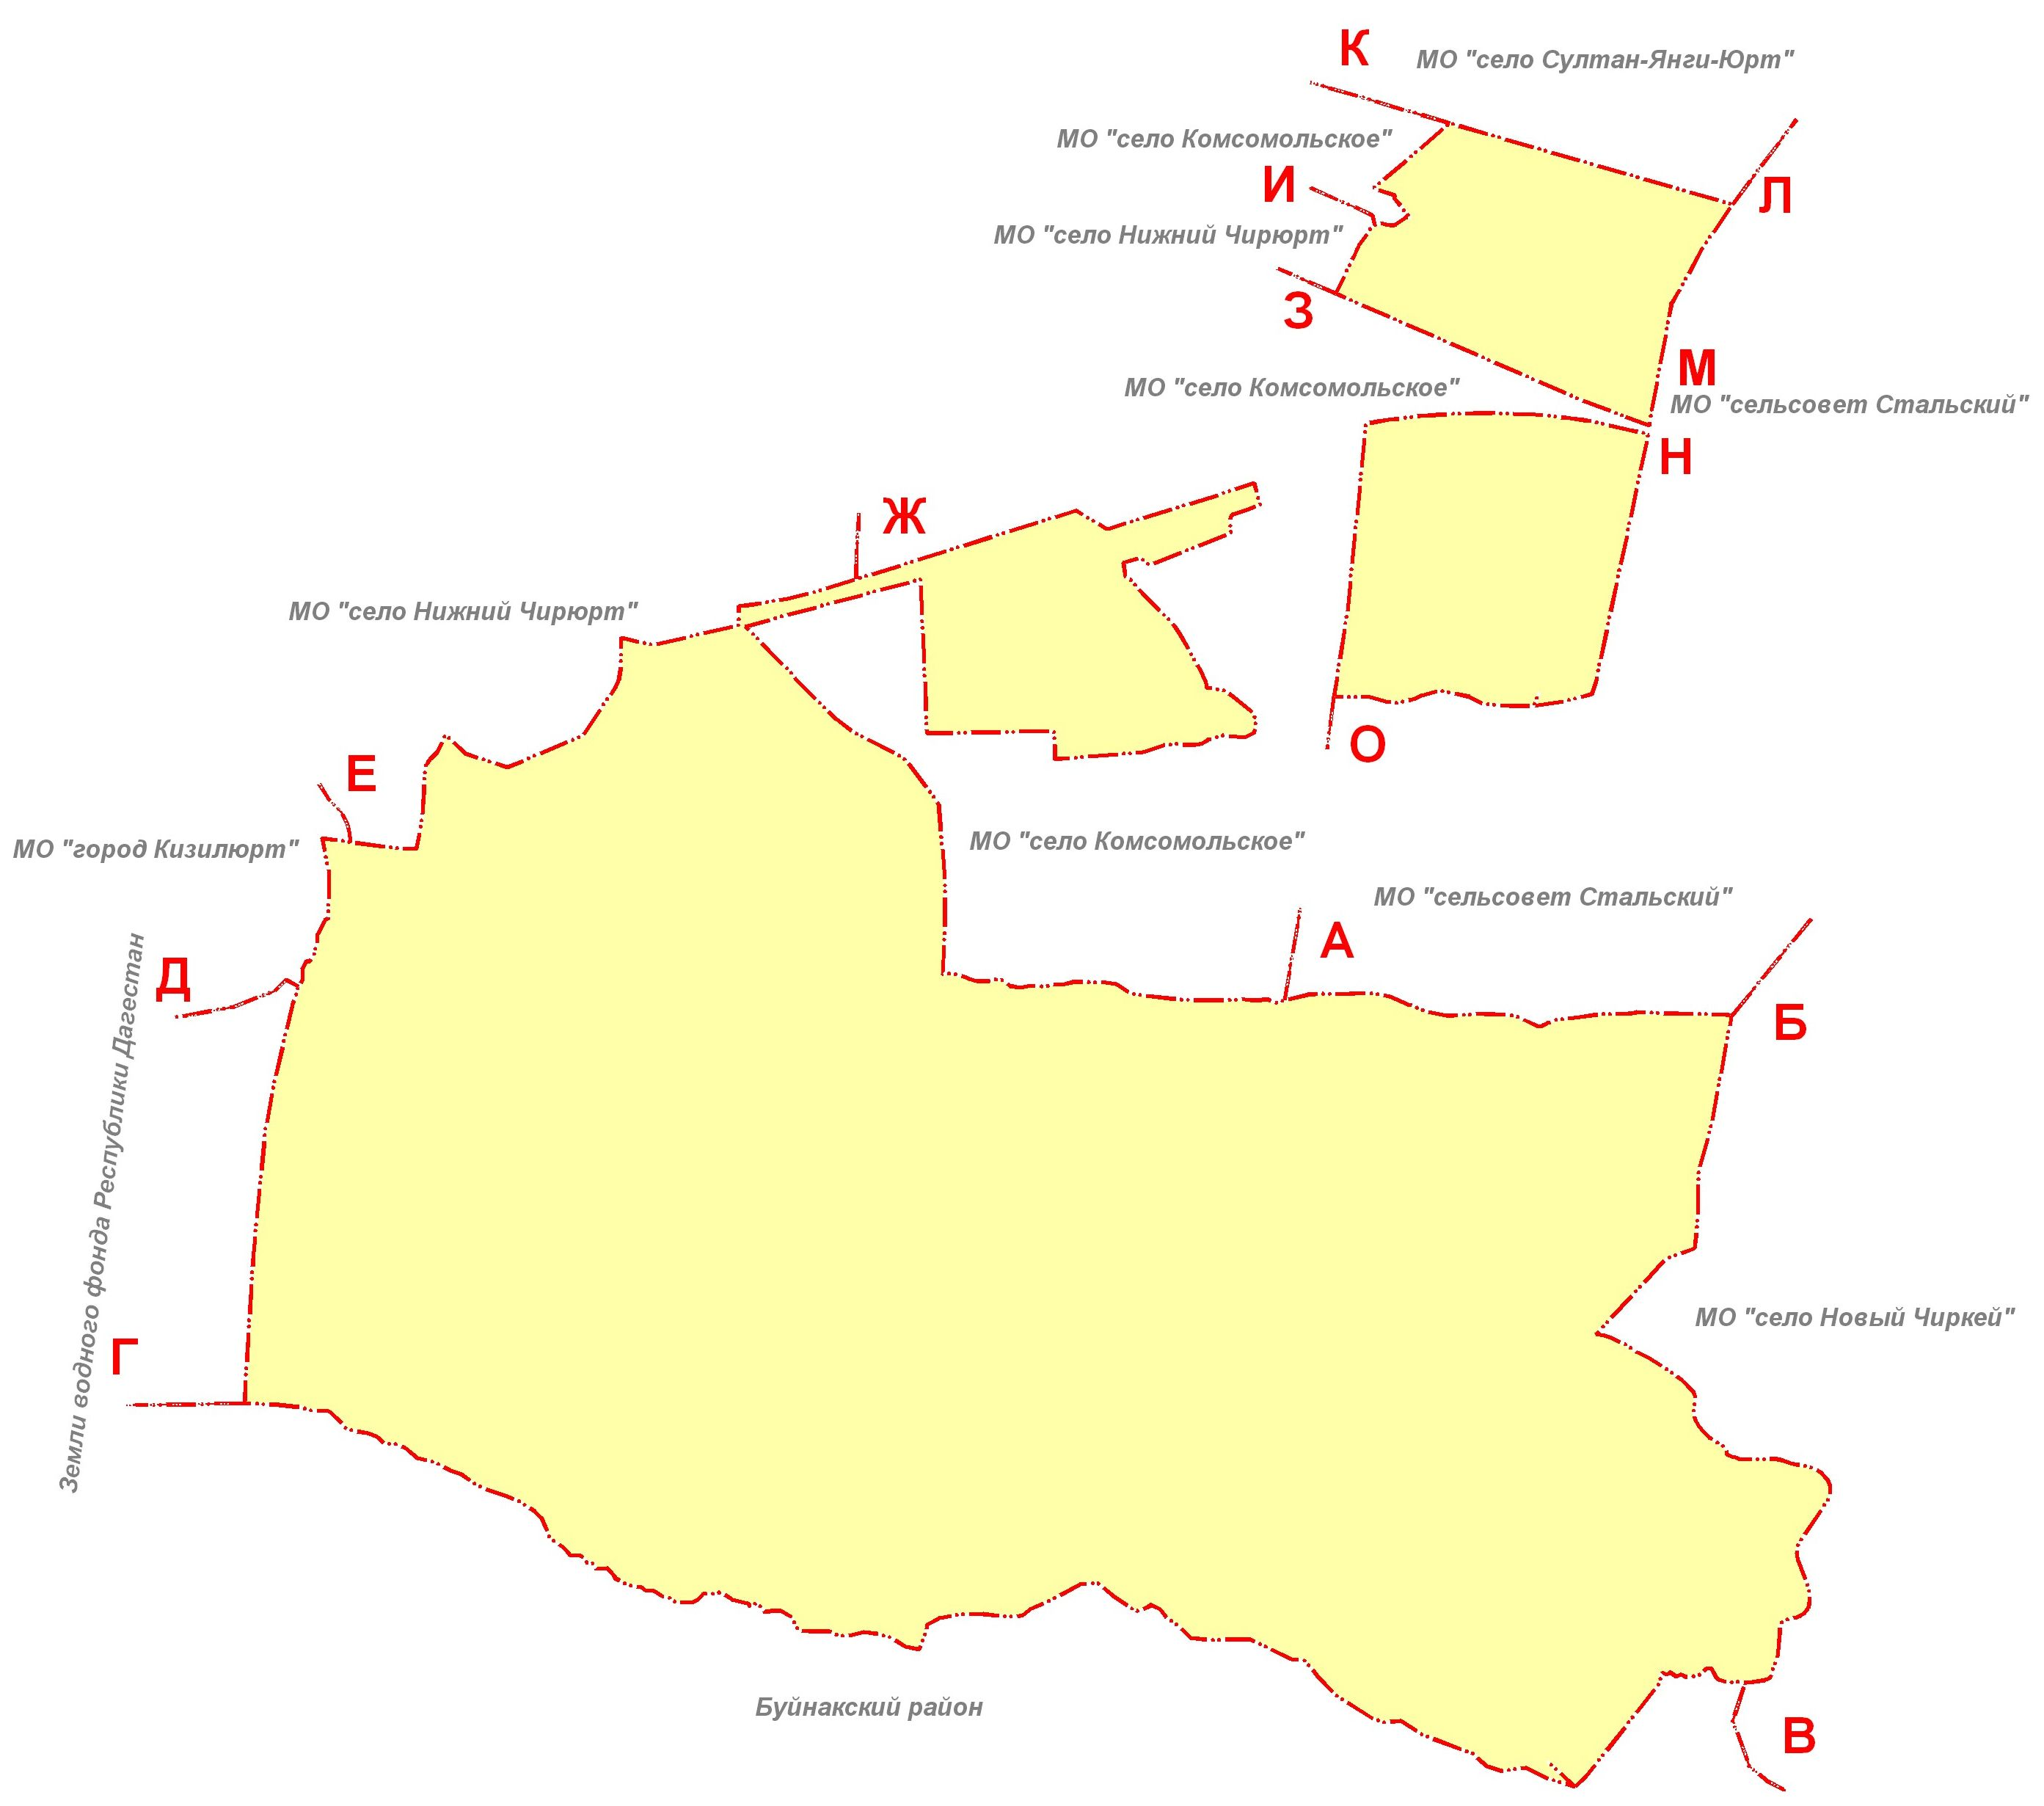 К
МО "село Султан-Янги-Юрт"
МО "село Комсомольское"
И
Л
МО "село Нижний Чирюрт"
З
М
МО "село Комсомольское"
МО "сельсовет Стальский"
Н
Ж
МО "село Нижний Чирюрт"
О
Е
МО "село Комсомольское"
МО "город Кизилюрт"
МО "сельсовет Стальский"
А
Д
Б
Земли водного фонда Республики Дагестан
МО "село Новый Чиркей"
Г
Буйнакский район
В